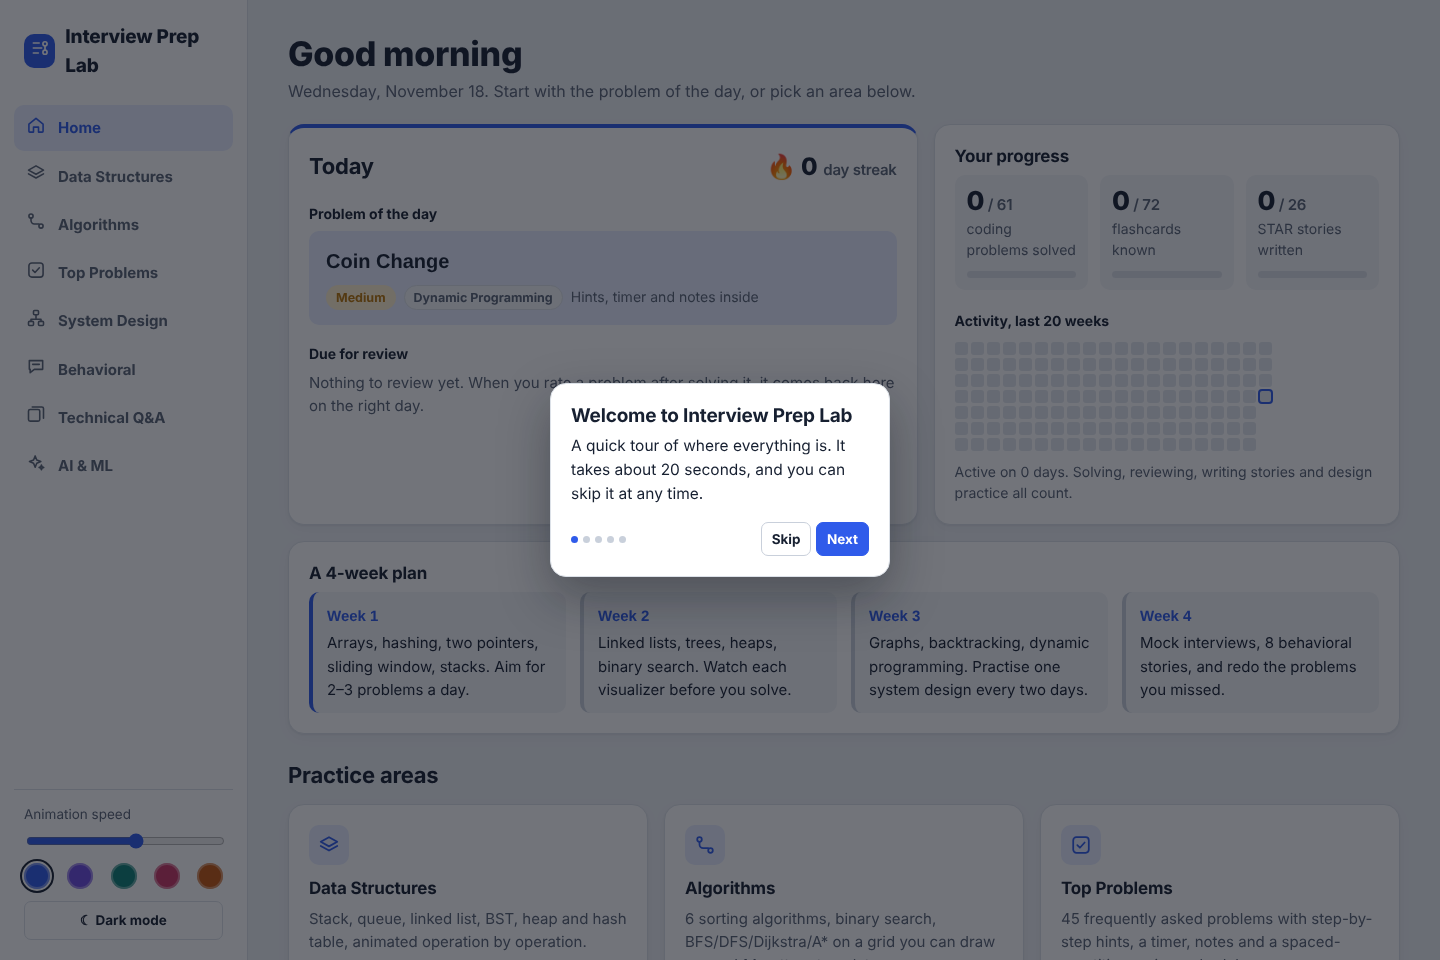 Interview Prep
Lab
Home
Data Structures
Algorithms
Top Problems
System Design
Behavioral
Technical Q&A
AI & ML
Animation speed
☾ Dark mode
Good morning
Wednesday, November 18. Start with the problem of the day, or pick an area below.
Today
🔥 0 day streak
Problem of the day
Coin Change
Medium Dynamic Programming Hints, timer and notes inside
Due for review
Nothing to review yet. When you rate a problem after solving it, it comes back here
on the right day.
Your progress
0 / 61
coding
problems solved
0 / 72
flashcards
known
0 / 26
STAR stories
written
Activity, last 20 weeks
Active on 0 days. Solving, reviewing, writing stories and design
practice all count.
Welcome to Interview Prep Lab
A quick tour of where everything is. It
takes about 20 seconds, and you can
skip it at any time.
Skip
Next
A 4-week plan
Week 1
Arrays, hashing, two pointers,
sliding window, stacks. Aim for
2–3 problems a day.
Week 2
Linked lists, trees, heaps,
binary search. Watch each
visualizer before you solve.
Week 3
Graphs, backtracking, dynamic
programming. Practise one
system design every two days.
Week 4
Mock interviews, 8 behavioral
stories, and redo the problems
you missed.
Practice areas
Data Structures
Stack, queue, linked list, BST, heap and hash
table, animated operation by operation.
Algorithms
6 sorting algorithms, binary search,
BFS/DFS/Dijkstra/A* on a grid you can draw
Top Problems
45 frequently asked problems with step-by-
step hints, a timer, notes and a spaced-